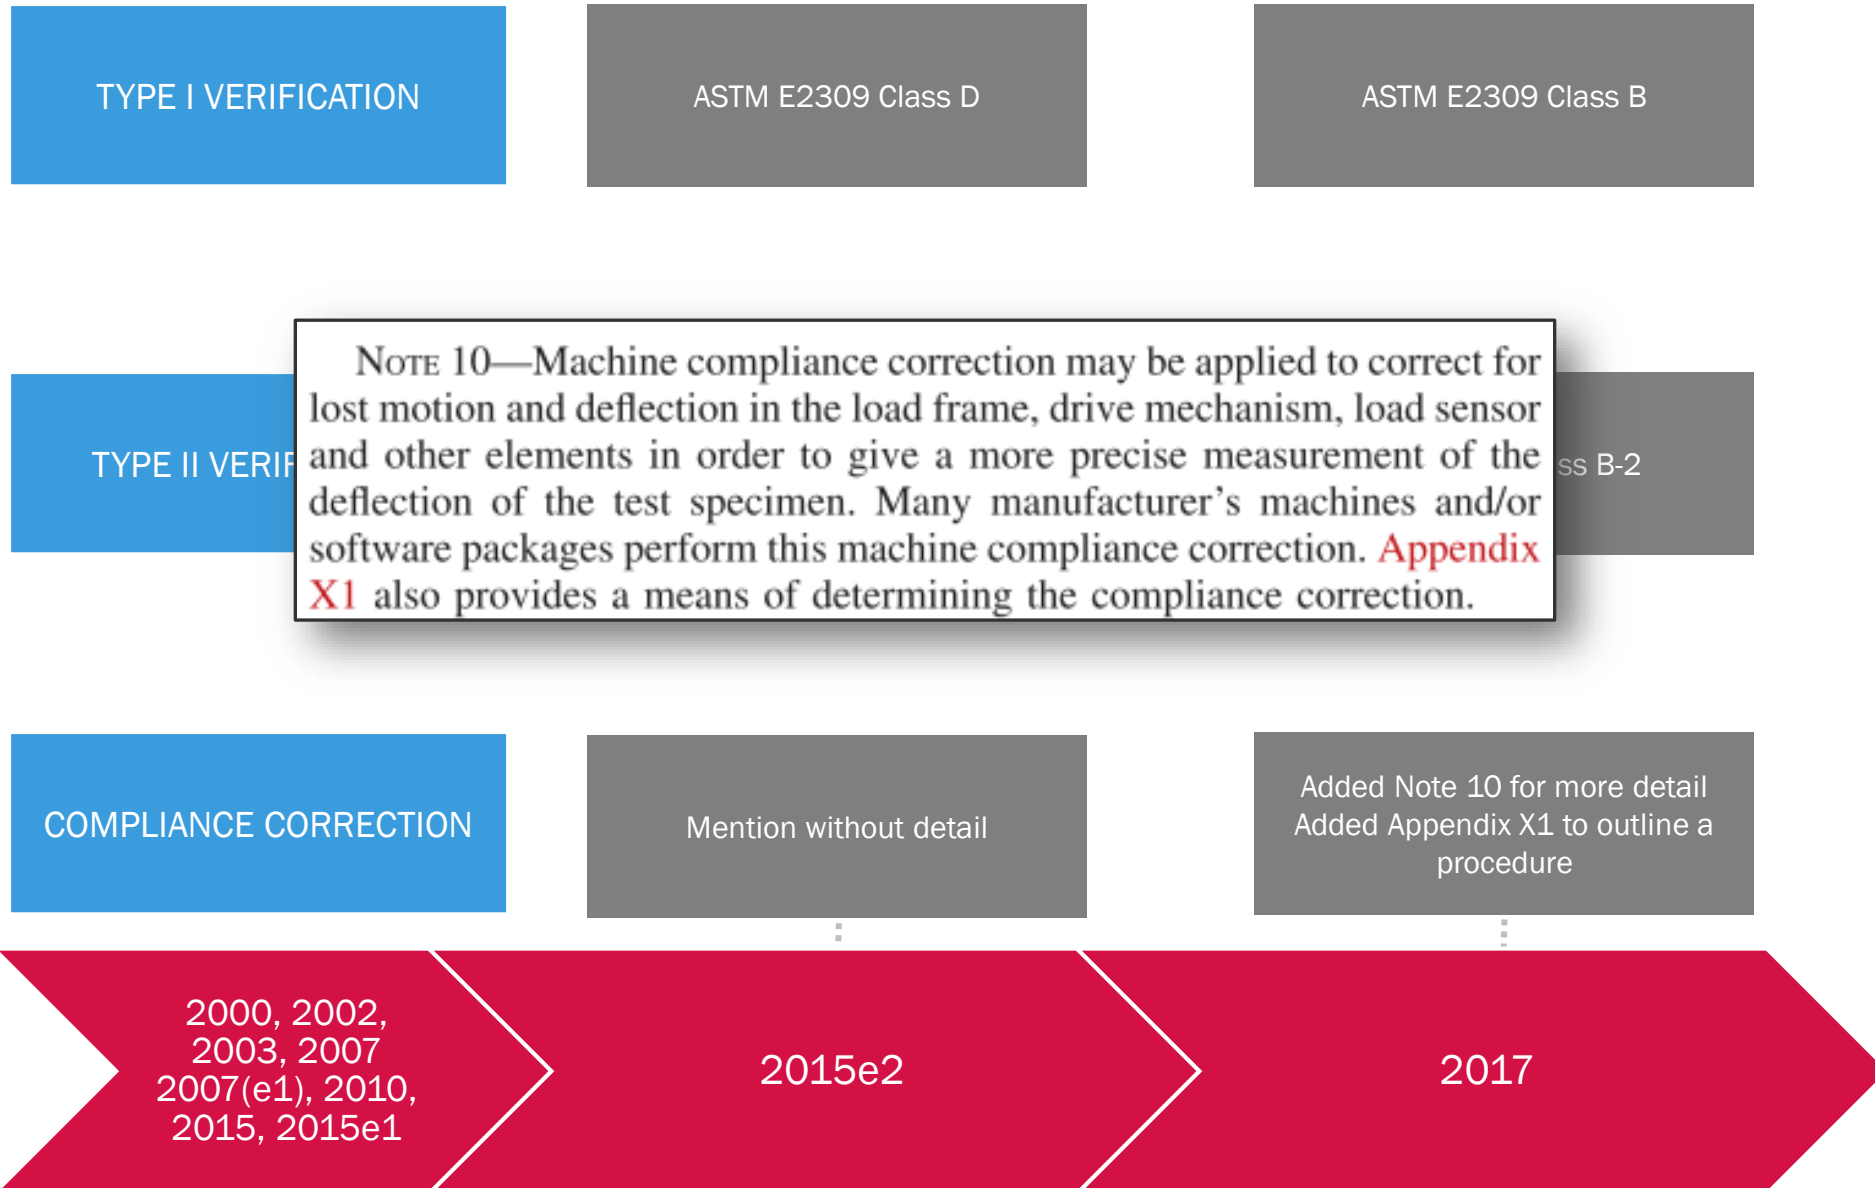 TYPE I VERIFICATION
ASTM E2309 Class D
ASTM E2309 Class B
NOTE 10—Machine compliance correction may be applied to correct for
lost motion and deflection in the load frame, drive mechanism, load sensor
and other elements in order to give a more precise measurement of the
deflection of the test specimen. Many manufacturer's machines and/or
software packages perform this machine compliance correction. Appendix
X1 also provides a means of determining the compliance correction.
TYPE II
B-2
COMPLIANCE CORRECTION
Mention without detail
Added Note 10 for more detail
Added Appendix X1 to outline a
procedure
2000, 2002,
2003, 2007
2007(e1), 2010,
2015, 2015e1
2015e2
2017